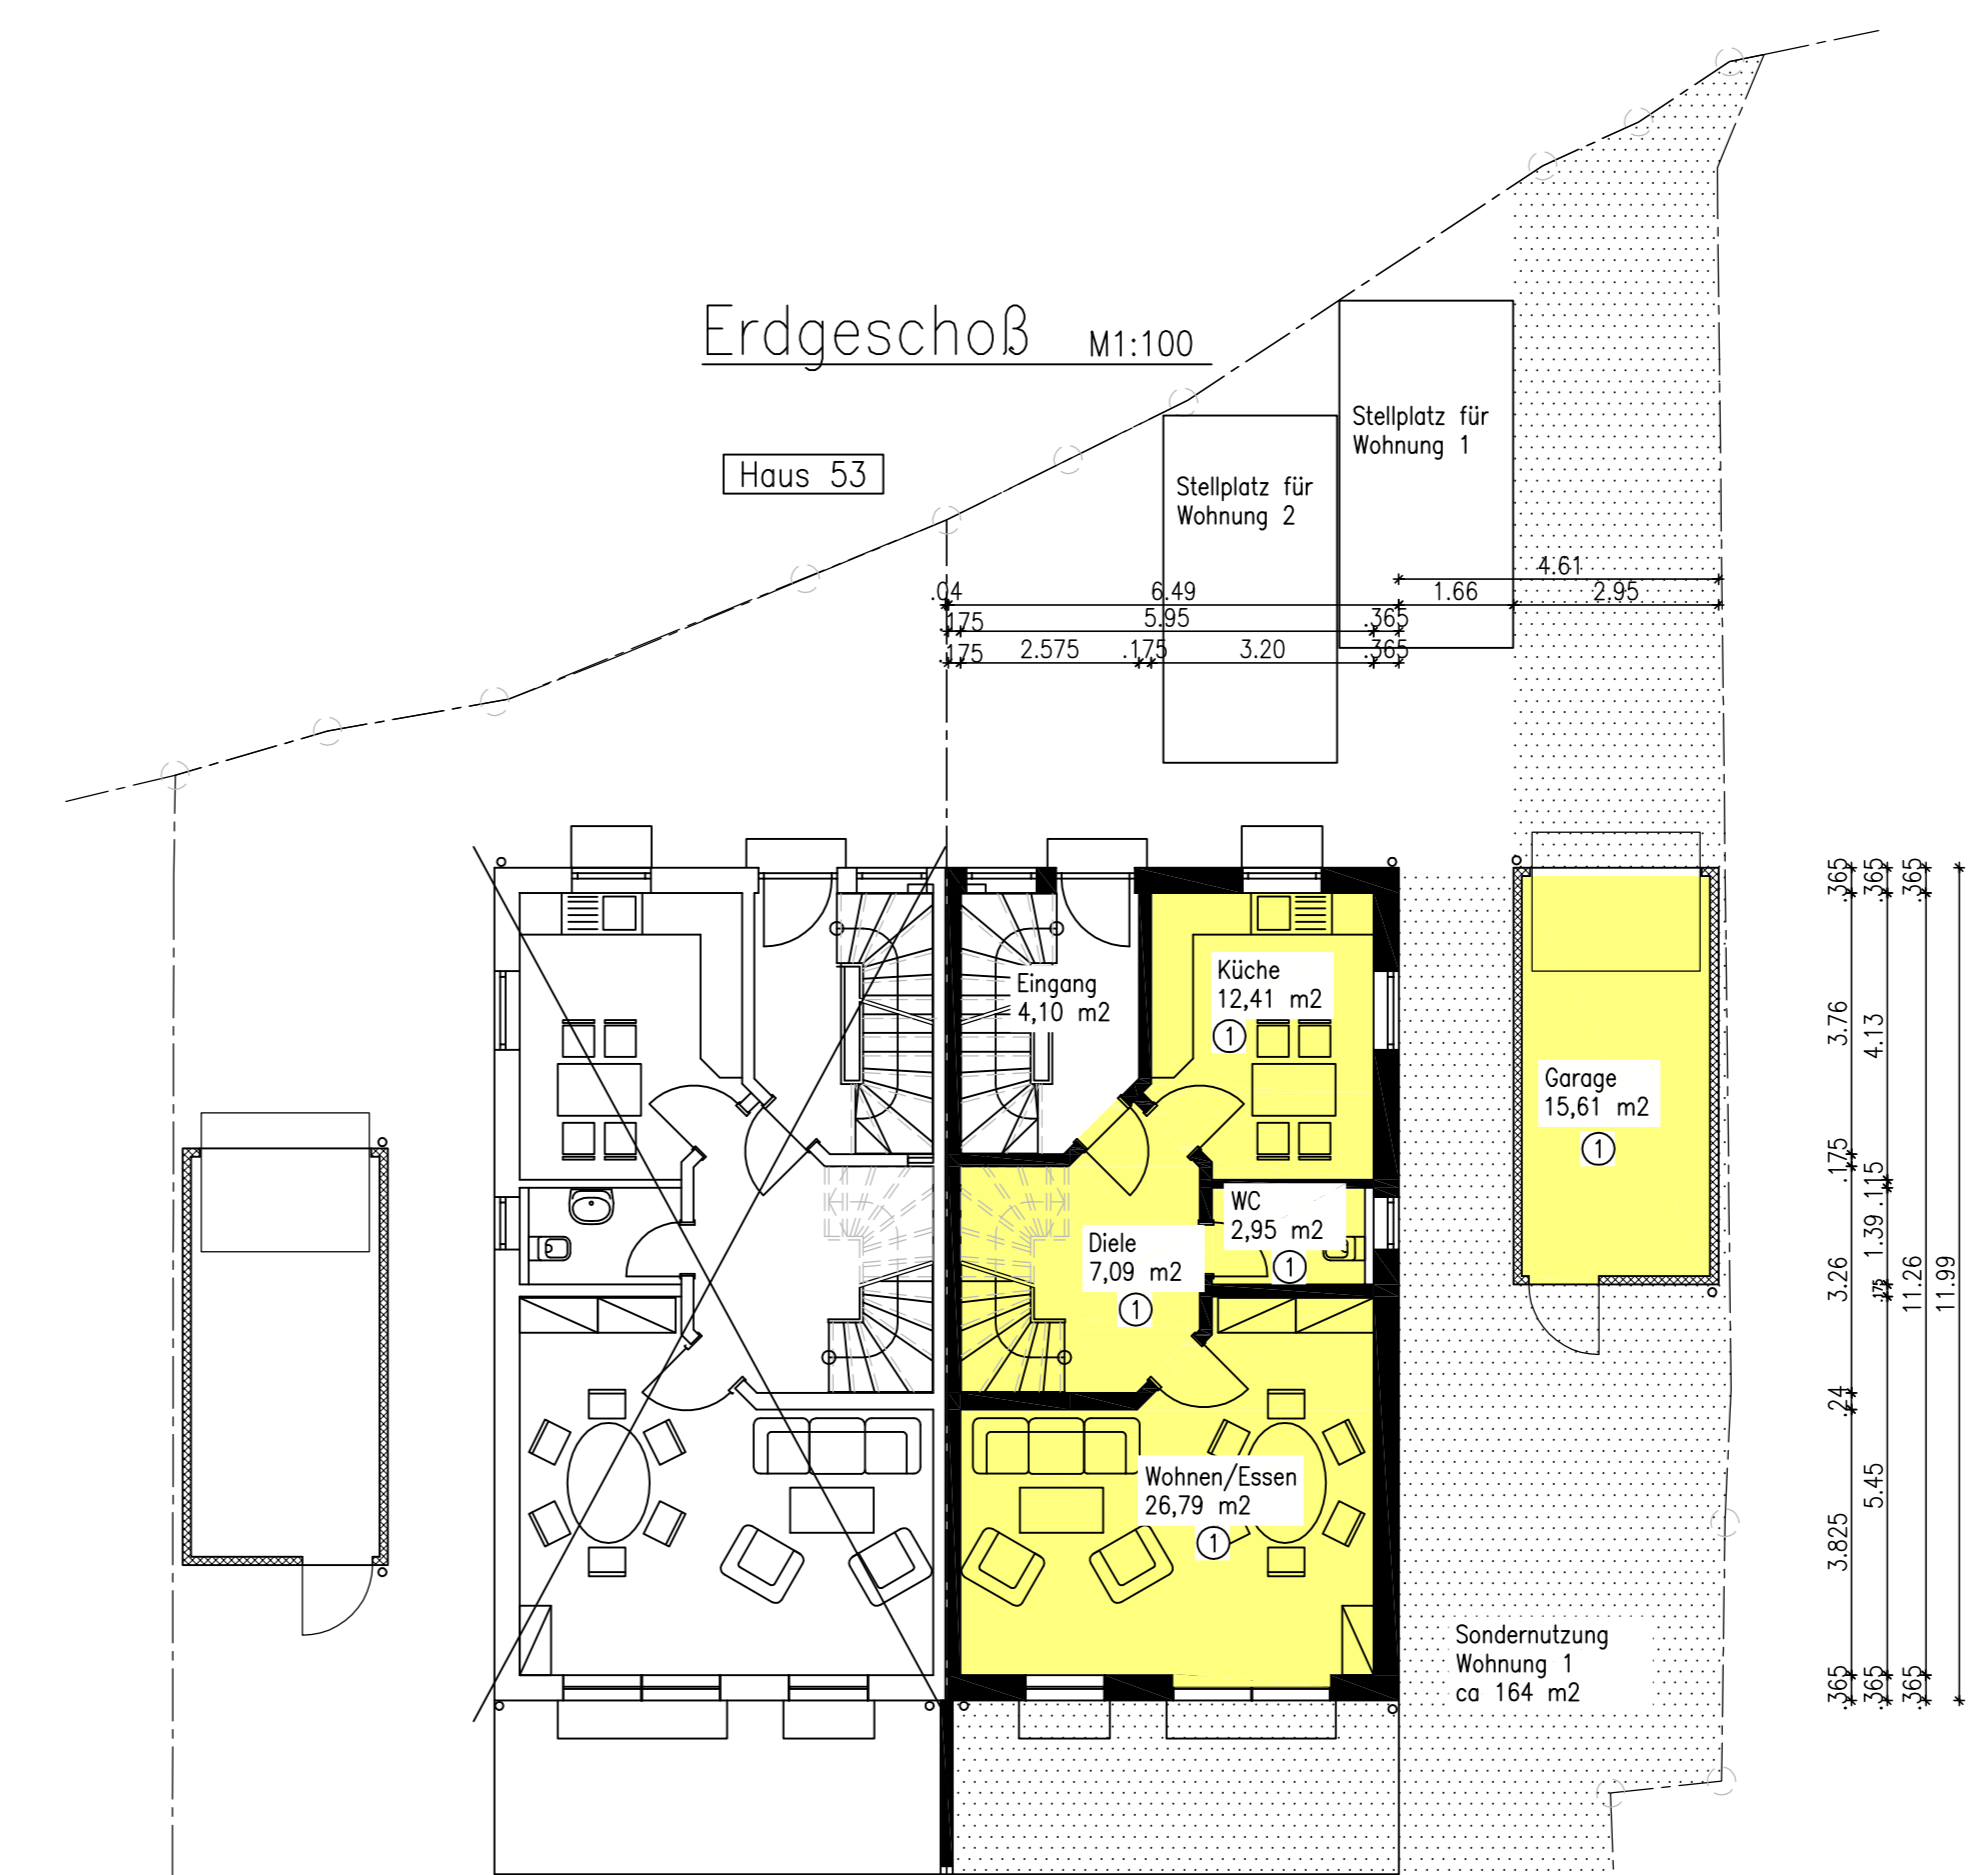 Erdgeschoß M1:100
Haus 53
Stellplatz für
Wohnung 1
Stellplatz für
Wohnung 2
4.61
.04 6.49 1.66 2.95
.175 5.95 .365
.175 2.575 .175 3.20 .365
Eingang
4,10 m2
Küche
12,41 m2
1
Garage
15,61 m2
1
WC
2,95 m2
1
Diele
7,09 m2
1
Wohnen/Essen
26,79 m2
1
Sondernutzung
Wohnung 1
ca 164 m2
.365 3.76 .175 3.26 .24 3.825 .365
.365 4.13 .115 1.39 .175 5.45 .365
.365 11.26 .365
11.99